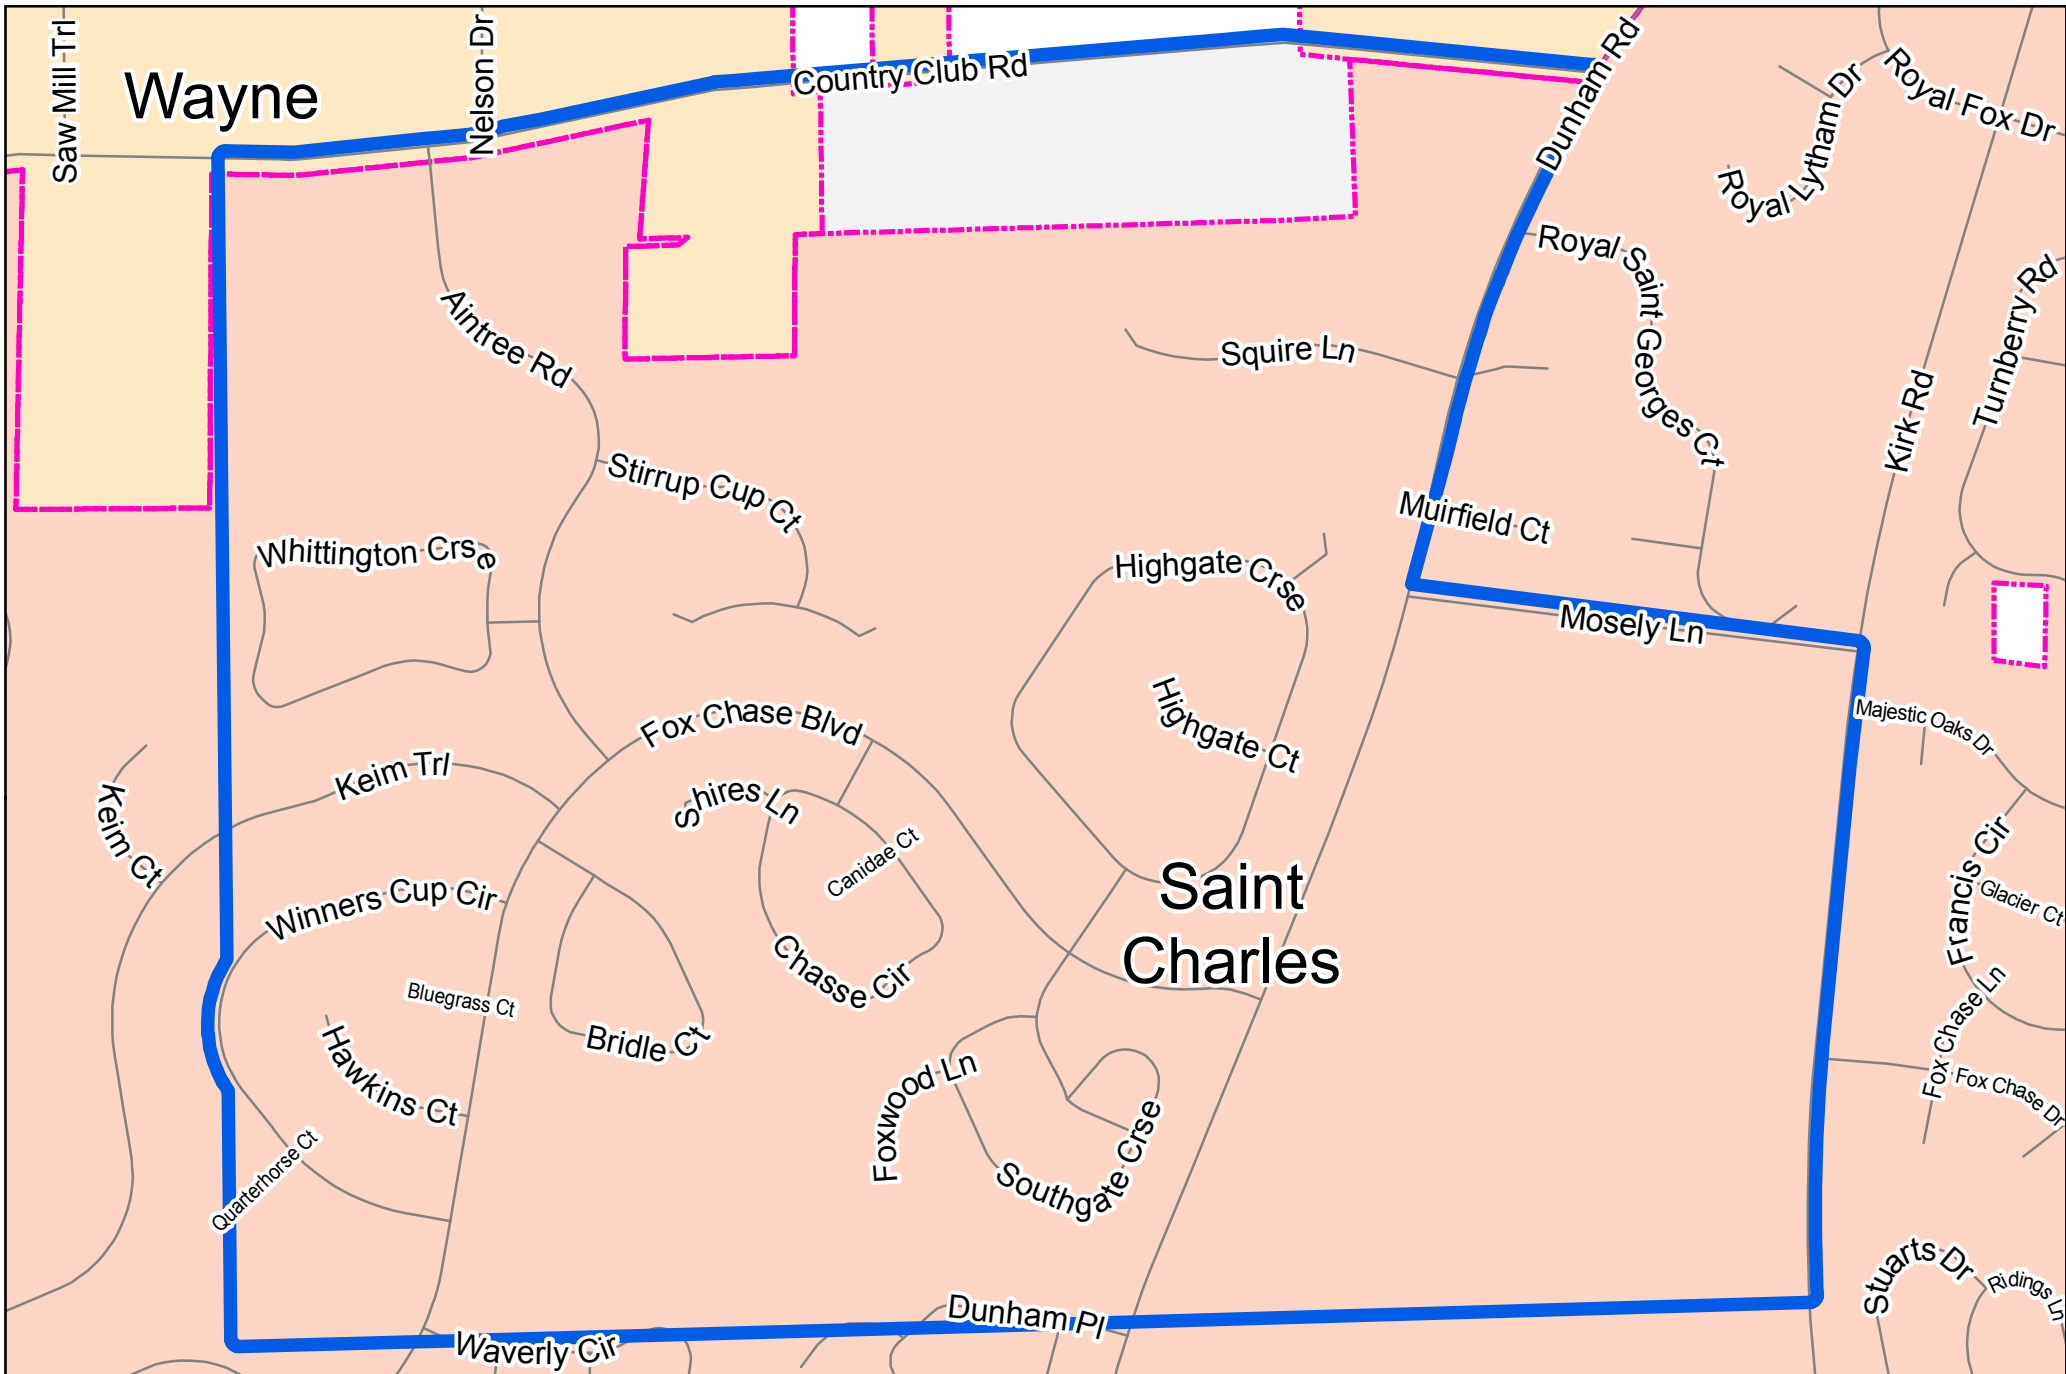 Saw Mill Trl
Wayne
Nelson Dr
Country Club Rd
Dunham Rd
Royal Fox Dr
Royal Lytham Dr
Royal Saint Georges Ct
Turnberry Rd
Kirk Rd
Aintree Rd
Squire Ln
Stirrup Cup Ct
Muirfield Ct
Whittington Crse
Highgate Crse
Mosely Ln
Highgate Ct
Fox Chase Blvd
Majestic Oaks Dr
Keim Trl
Keim Ct
Shires Ln
Canidae Ct
Francis Cir
Glacier Ct
Saint
Charles
Winners Cup Cir
Chasse Cir
Bluegrass Ct
Hawkins Ct
Bridle Ct
Fox Chase Ln
Fox Chase Dr
Foxwood Ln
Southgate Crse
Quarterhorse Ct
Stuarts Dr
Ridings Ln
Dunham Pl
Waverly Cir